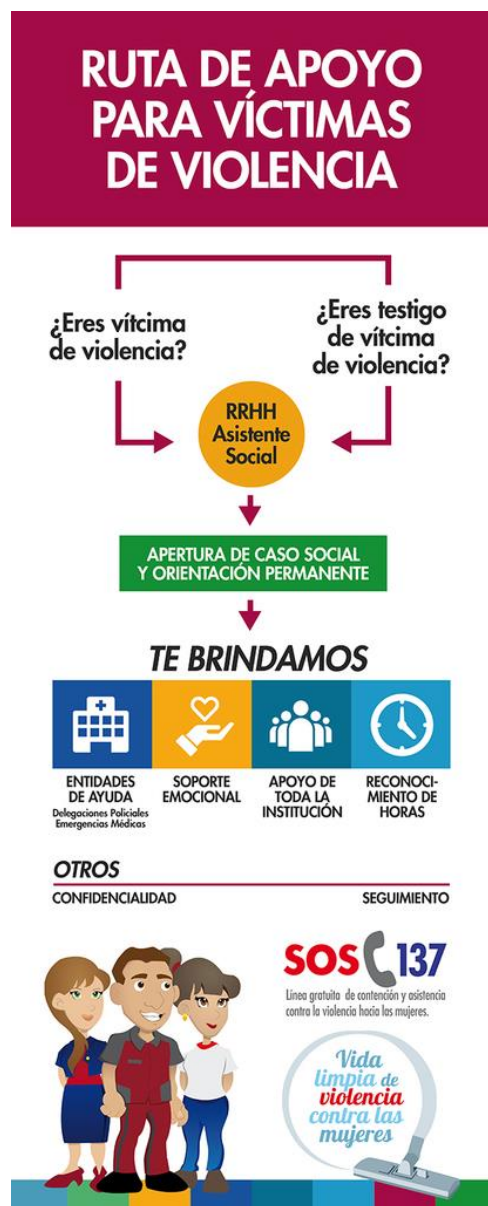 RUTA DE APOYO
PARA VÍCTIMAS
DE VIOLENCIA
¿Eres vítcima
de violencia?
¿Eres testigo
de vítcima
de violencia?
RRHH
Asistente
Social
APERTURA DE CASO SOCIAL
Y ORIENTACIÓN PERMANENTE
TE BRINDAMOS
ENTIDADES
DE AYUDA
Delegaciones Policiales
Emergencias Médicas
SOPORTE
EMOCIONAL
APOYO DE
TODA LA
INSTITUCIÓN
RECONOCI-
MIENTO DE
HORAS
OTROS
CONFIDENCIALIDAD
SEGUIMIENTO
SOS 137
Linea gratuita de contención y asistencia
contra la violencia hacia las mujeres.
Vida
limpia de
violencia
contra las
mujeres